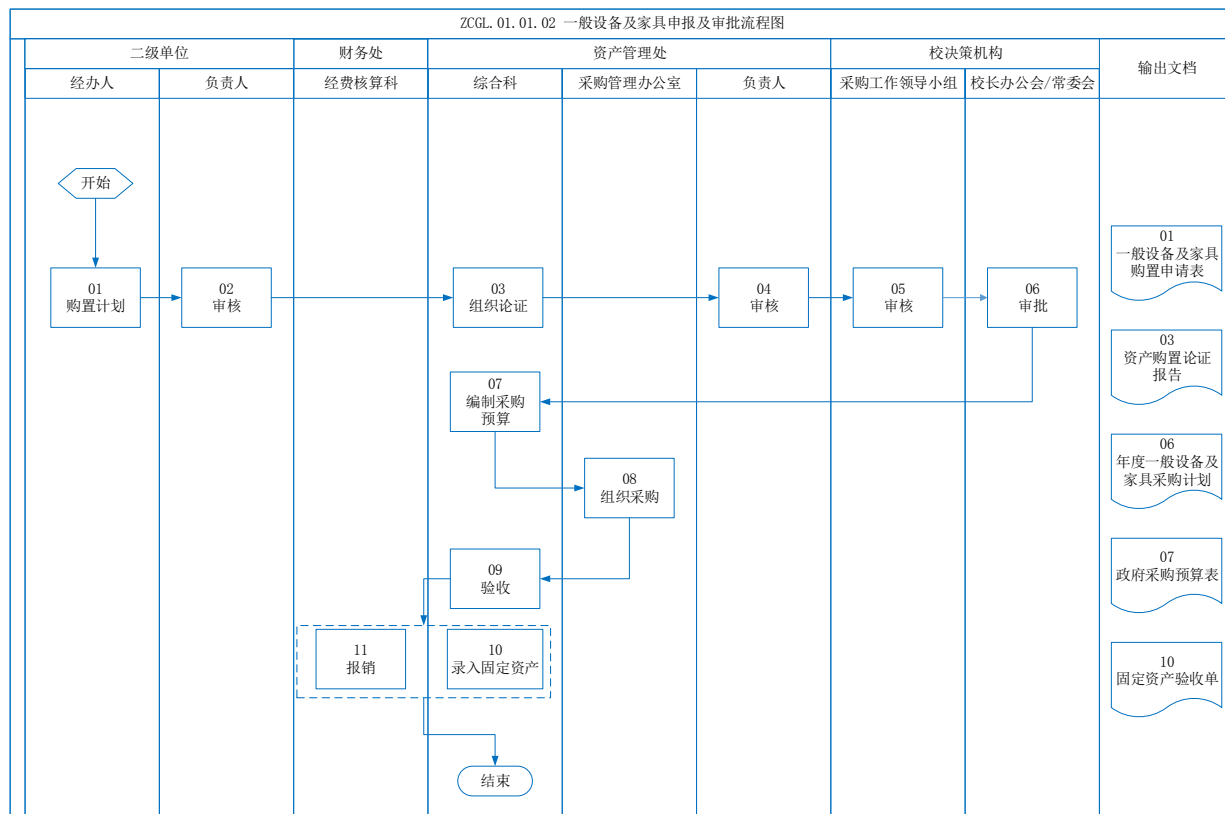 ZCGL.01.01.02 一般设备及家具申报及审批流程图
二级单位
财务处
资产管理处
校决策机构
输出文档
经办人
负责人
经费核算科
综合科
采购管理办公室
负责人
采购工作领导小组
校长办公会/常委会
开始
01
购置计划
02
审核
03
组织论证
04
审核
05
审核
06
审批
07
编制采购
预算
08
组织采购
09
验收
11
报销
10
录入固定资产
结束
01
一般设备及家具
购置申请表
03
资产购置论证
报告
06
年度一般设备及
家具采购计划
07
政府采购预算表
10
固定资产验收单